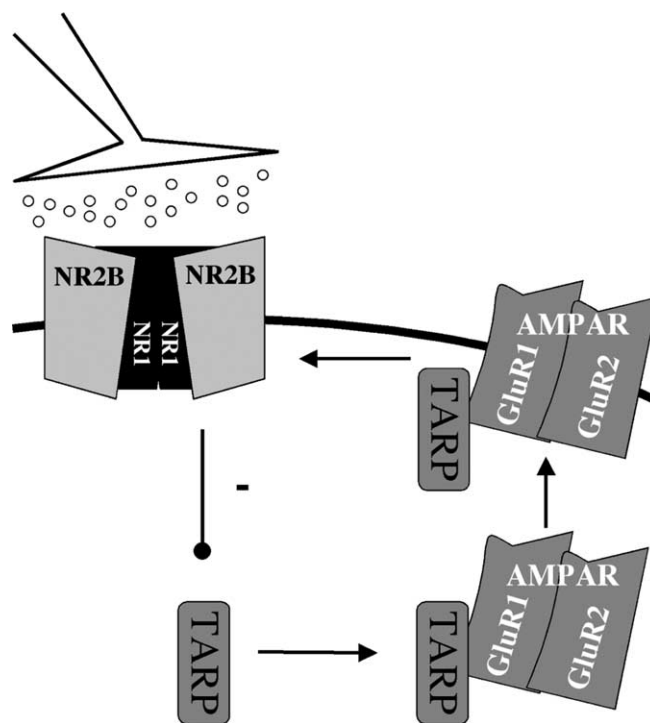 NR2B
NR2B
NR1
NR1
AMPAR
GluR1
GluR2
TARP
-
AMPAR
GluR1
GluR2
TARP
TARP